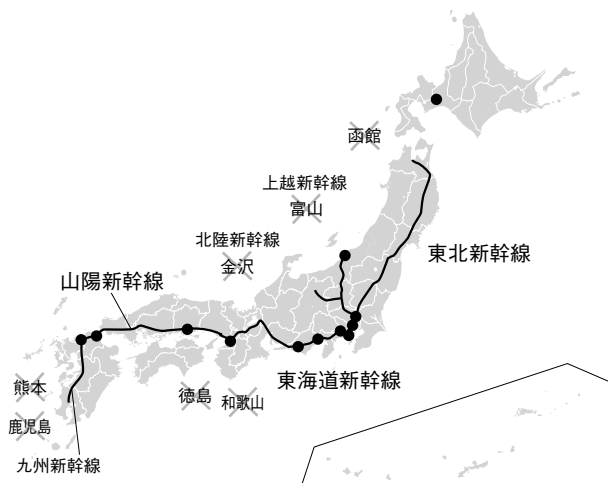 函館
上越新幹線
富山
北陸新幹線
金沢
東北新幹線
山陽新幹線
東海道新幹線
熊本
徳島
和歌山
鹿児島
九州新幹線